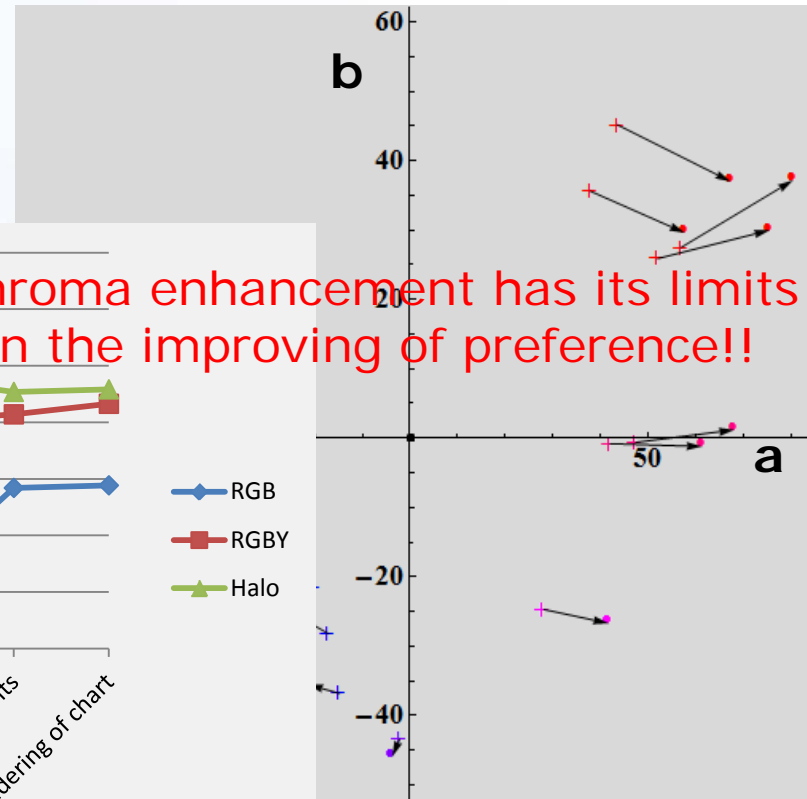 60
b
40
hroma enhancement has its limits
20
n the improving of preference!!
50
a
RGB
RGBY
Halo
−20
−40
ts
dering of chart